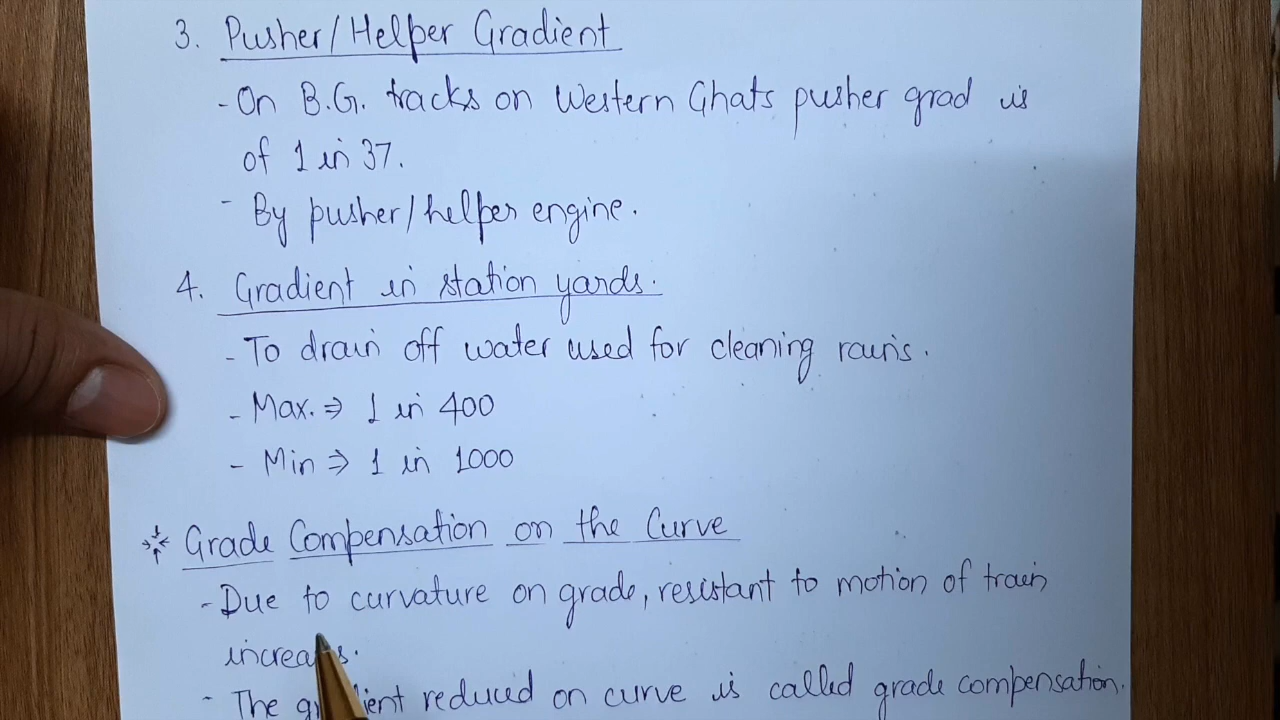 3. Pusher/Helper Gradient
- On B.G. tracks on Western Ghats pusher grad is
of 1 in 37.
- By pusher/helper engine.
4. Gradient in station yards.
- To drain off water used for cleaning
- Max. ⇒ 1 in 400
- Min ⇒ 1 in 1000
Grade Compensation on the Curve
- Due to curvature on grade, resistant to motion of train
- The reduced on curve is called grade compensation.